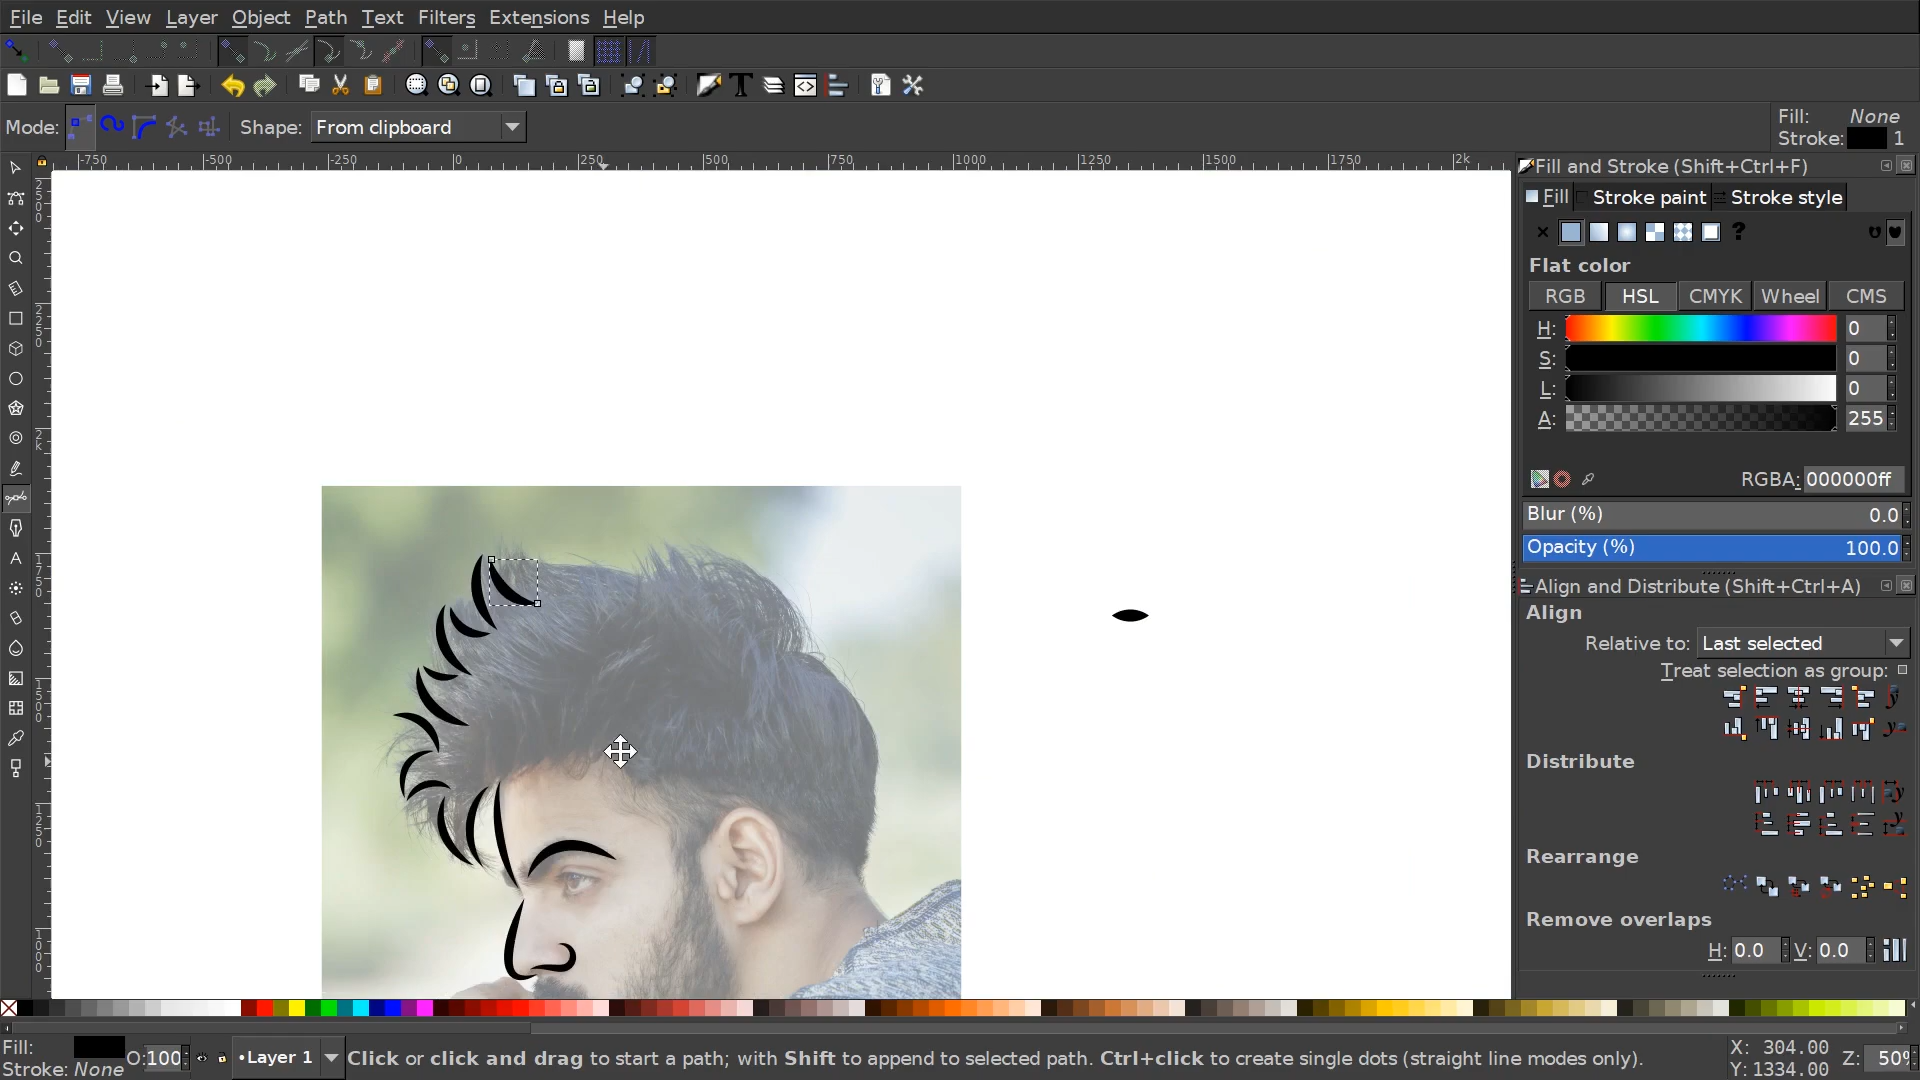 File Edit View Layer Object Path Text Filters Extensions Help
Mode: Shape: From clipboard
Fill: None
Stroke: 1
-750 -500 -250 0 250 500 750 1000 1250 1500 1750 2k
Fill and Stroke (Shift+Ctrl+F)
Fill Stroke paint Stroke style
Flat color
RGB HSL CMYK Wheel CMS
H: 0
S: 0
L: 0
A: 255
RGBA: 000000ff
Blur (%) 0.0
Opacity (%) 100.0
Align and Distribute (Shift+Ctrl+A)
Align
Relative to: Last selected
Treat selection as group:
Distribute
Rearrange
Remove overlaps
H: 0.0 V: 0.0
Fill:
Stroke: None
O: 100
•Layer 1
Click or click and drag to start a path; with Shift to append to selected path. Ctrl+click to create single dots (straight line modes only).
X: 304.00
Y: 1334.00
Z: 50%